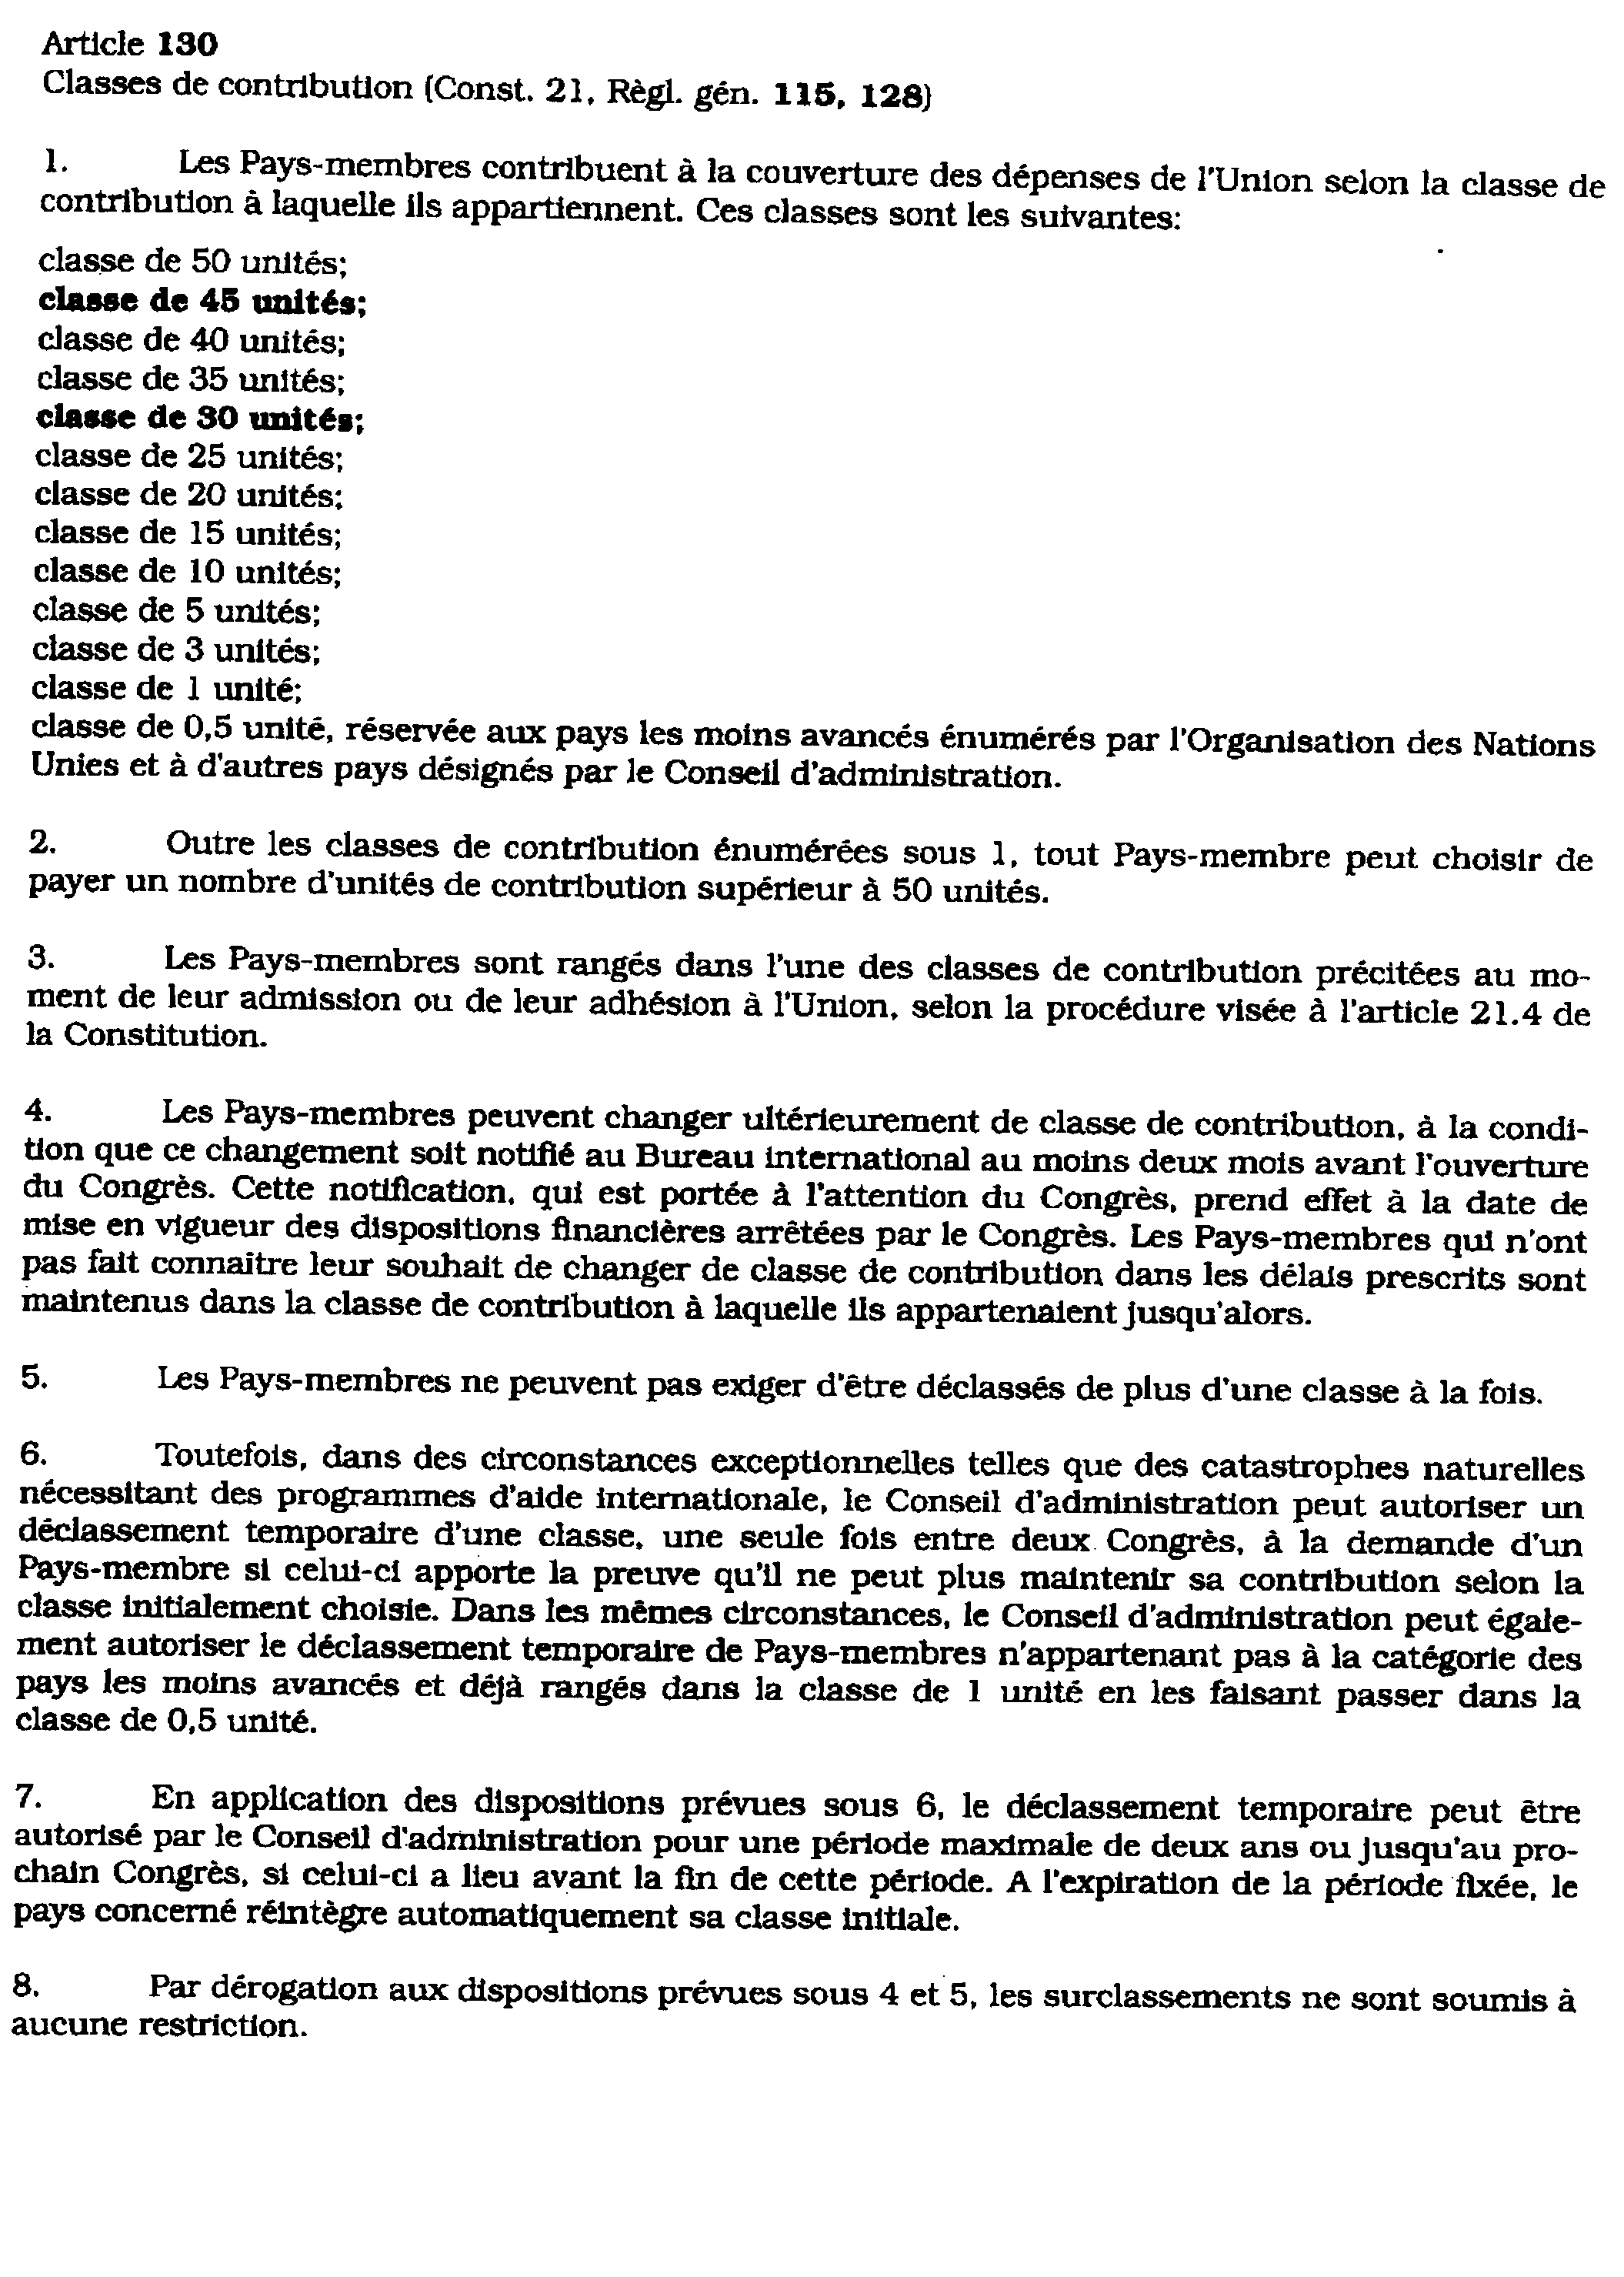 Article 130
Classes de contribution (Const. 21, Règl. gén. 115, 128)
1. Les Pays-membres contribuent à la couverture des dépenses de l'Union selon la classe de
contribution à laquelle ils appartiennent. Ces classes sont les suivantes:
classe de 50 unités;
classe de 45 unités;
classe de 40 unités;
classe de 35 unités;
classe de 30 unités;
classe de 25 unités;
classe de 20 unités;
classe de 15 unités;
classe de 10 unités;
classe de 5 unités;
classe de 3 unités;
classe de 1 unité;
classe de 0,5 unité, réservée aux pays les moins avancés énumérés par l'Organisation des Nations
Unies et à d'autres pays désignés par le Conseil d'administration.
2. Outre les classes de contribution énumérées sous 1, tout Pays-membre peut choisir de
payer un nombre d'unités de contribution supérieur à 50 unités.
3. Les Pays-membres sont rangés dans l'une des classes de contribution précitées au mo-
ment de leur admission ou de leur adhésion à l'Union, selon la procédure visée à l'article 21.4 de
la Constitution.
4. Les Pays-membres peuvent changer ultérieurement de classe de contribution, à la condi-
tion que ce changement soit notifié au Bureau international au moins deux mois avant l'ouverture
du Congrès. Cette notification, qui est portée à l'attention du Congrès, prend effet à la date de
mise en vigueur des dispositions financières arrêtées par le Congrès. Les Pays-membres qui n'ont
pas fait connaître leur souhait de changer de classe de contribution dans les délais prescrits sont
maintenus dans la classe de contribution à laquelle ils appartenaient jusqu'alors.
5. Les Pays-membres ne peuvent pas exiger d'être déclassés de plus d'une classe à la fois.
6. Toutefois, dans des circonstances exceptionnelles telles que des catastrophes naturelles
nécessitant des programmes d'aide internationale, le Conseil d'administration peut autoriser un
déclassement temporaire d'une classe, une seule fois entre deux Congrès, à la demande d'un
Pays-membre si celui-ci apporte la preuve qu'il ne peut plus maintenir sa contribution selon la
classe initialement choisie. Dans les mêmes circonstances, le Conseil d'administration peut égale-
ment autoriser le déclassement temporaire de Pays-membres n'appartenant pas à la catégorie des
pays les moins avancés et déjà rangés dans la classe de 1 unité en les faisant passer dans la
classe de 0,5 unité.
7. En application des dispositions prévues sous 6, le déclassement temporaire peut être
autorisé par le Conseil d'administration pour une période maximale de deux ans ou jusqu'au pro-
chain Congrès, si celui-ci a lieu avant la fin de cette période. A l'expiration de la période fixée, le
pays concerné réintègre automatiquement sa classe initiale.
8. Par dérogation aux dispositions prévues sous 4 et 5, les surclassements ne sont soumis à
aucune restriction.